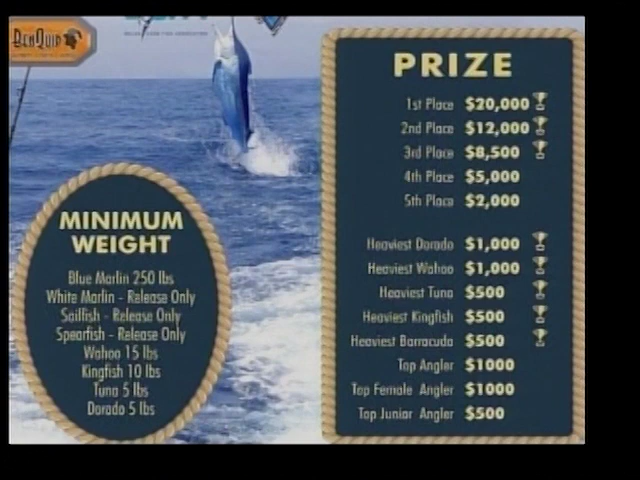 BenQuip
MINIMUM
WEIGHT
Blue Marlin 250 lbs
White Marlin - Release Only
Sailfish - Release Only
Spearfish - Release Only
Wahoo 15 lbs
Kingfish 10 lbs
Tuna 5 lbs
Dorado 5 lbs
PRIZE
1st Place $20,000
2nd Place $12,000
3rd Place $8,500
4th Place $5,000
5th Place $2,000
Heaviest Dorado $1,000
Heaviest Wahoo $1,000
Heaviest Tuna $500
Heaviest Kingfish $500
Heaviest Barracuda $500
Top Angler $1000
Top Female Angler $1000
Top Junior Angler $500